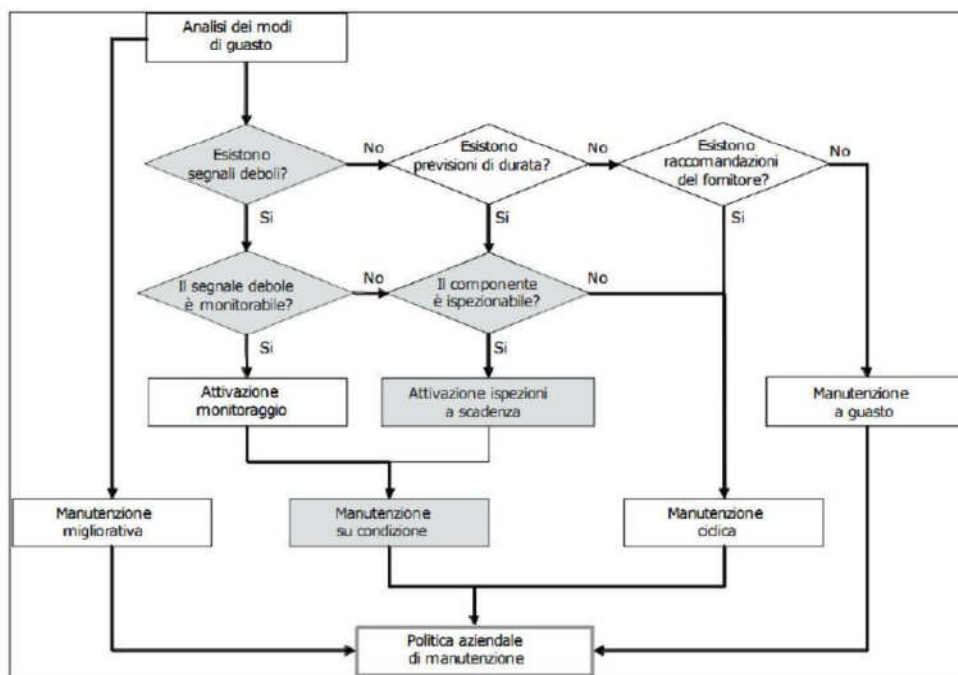 Analisi dei modi
di guasto
Esistono
segnali deboli?
No
Esistono
previsioni di durata?
No
Esistono
raccomandazioni
del fornitore?
No
Si
Si
Si
Il segnale debole
è monitorabile?
No
Il componente
è ispezionabile?
No
Si
Si
Attivazione
monitoraggio
Attivazione ispezioni
a scadenza
Manutenzione
a guasto
Manutenzione
migliorativa
Manutenzione
su condizione
Manutenzione
ciclica
Politica aziendale
di manutenzione